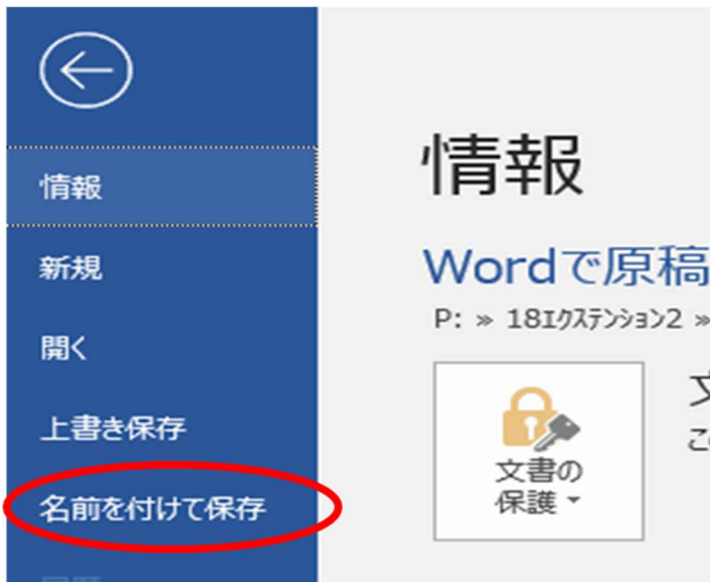 情報
新規
開く
上書き保存
名前を付けて保存
情報
Wordで原稿
P: » 18エクステンション2 »
文書の
保護